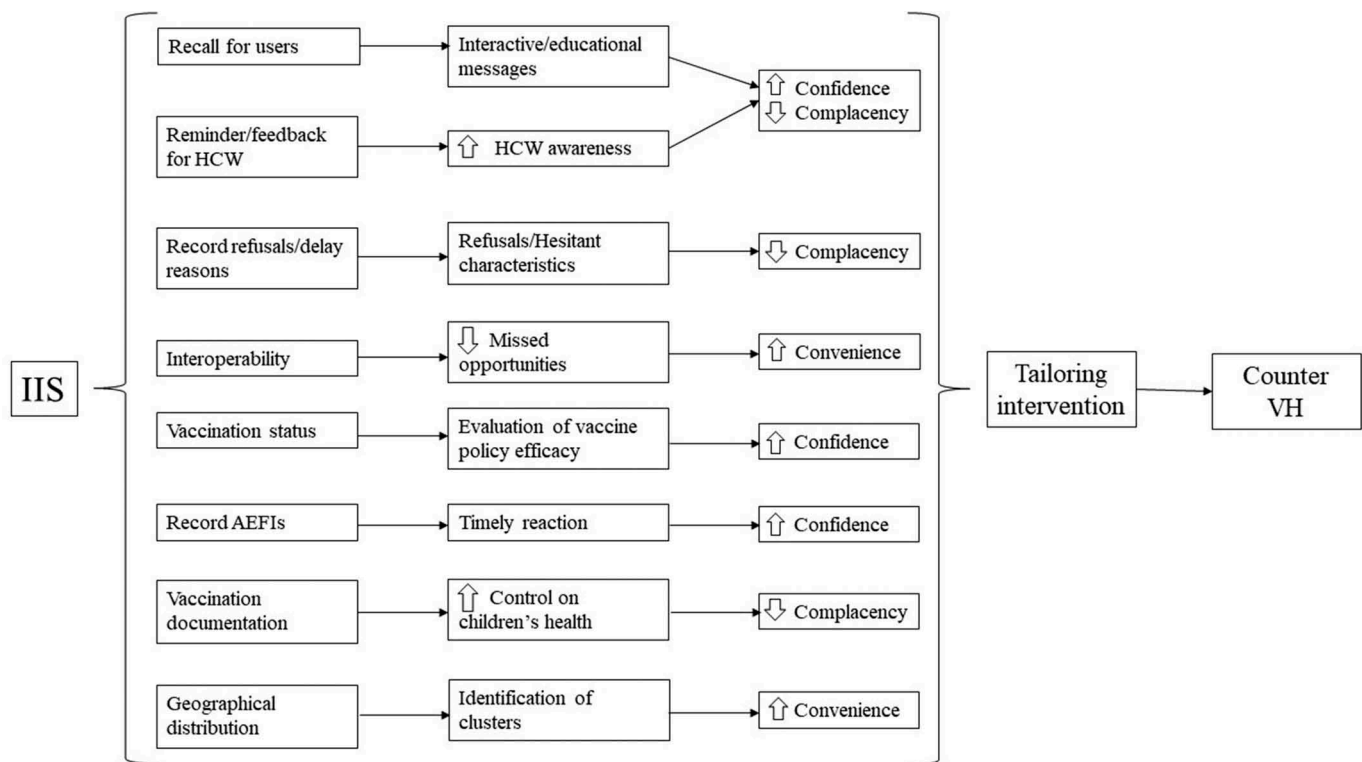 IIS
Recall for users
Interactive/educational
messages
⇧ Confidence
⇩ Complacency
Reminder/feedback
for HCW
⇧ HCW awareness
Record refusals/delay
reasons
Refusals/Hesitant
characteristics
⇩ Complacency
Interoperability
⇩ Missed
opportunities
⇧ Convenience
Vaccination status
Evaluation of vaccine
policy efficacy
⇧ Confidence
Record AEFIs
Timely reaction
⇧ Confidence
Vaccination
documentation
⇧ Control on
children's health
⇩ Complacency
Geographical
distribution
Identification of
clusters
⇧ Convenience
Tailoring
intervention
Counter
VH